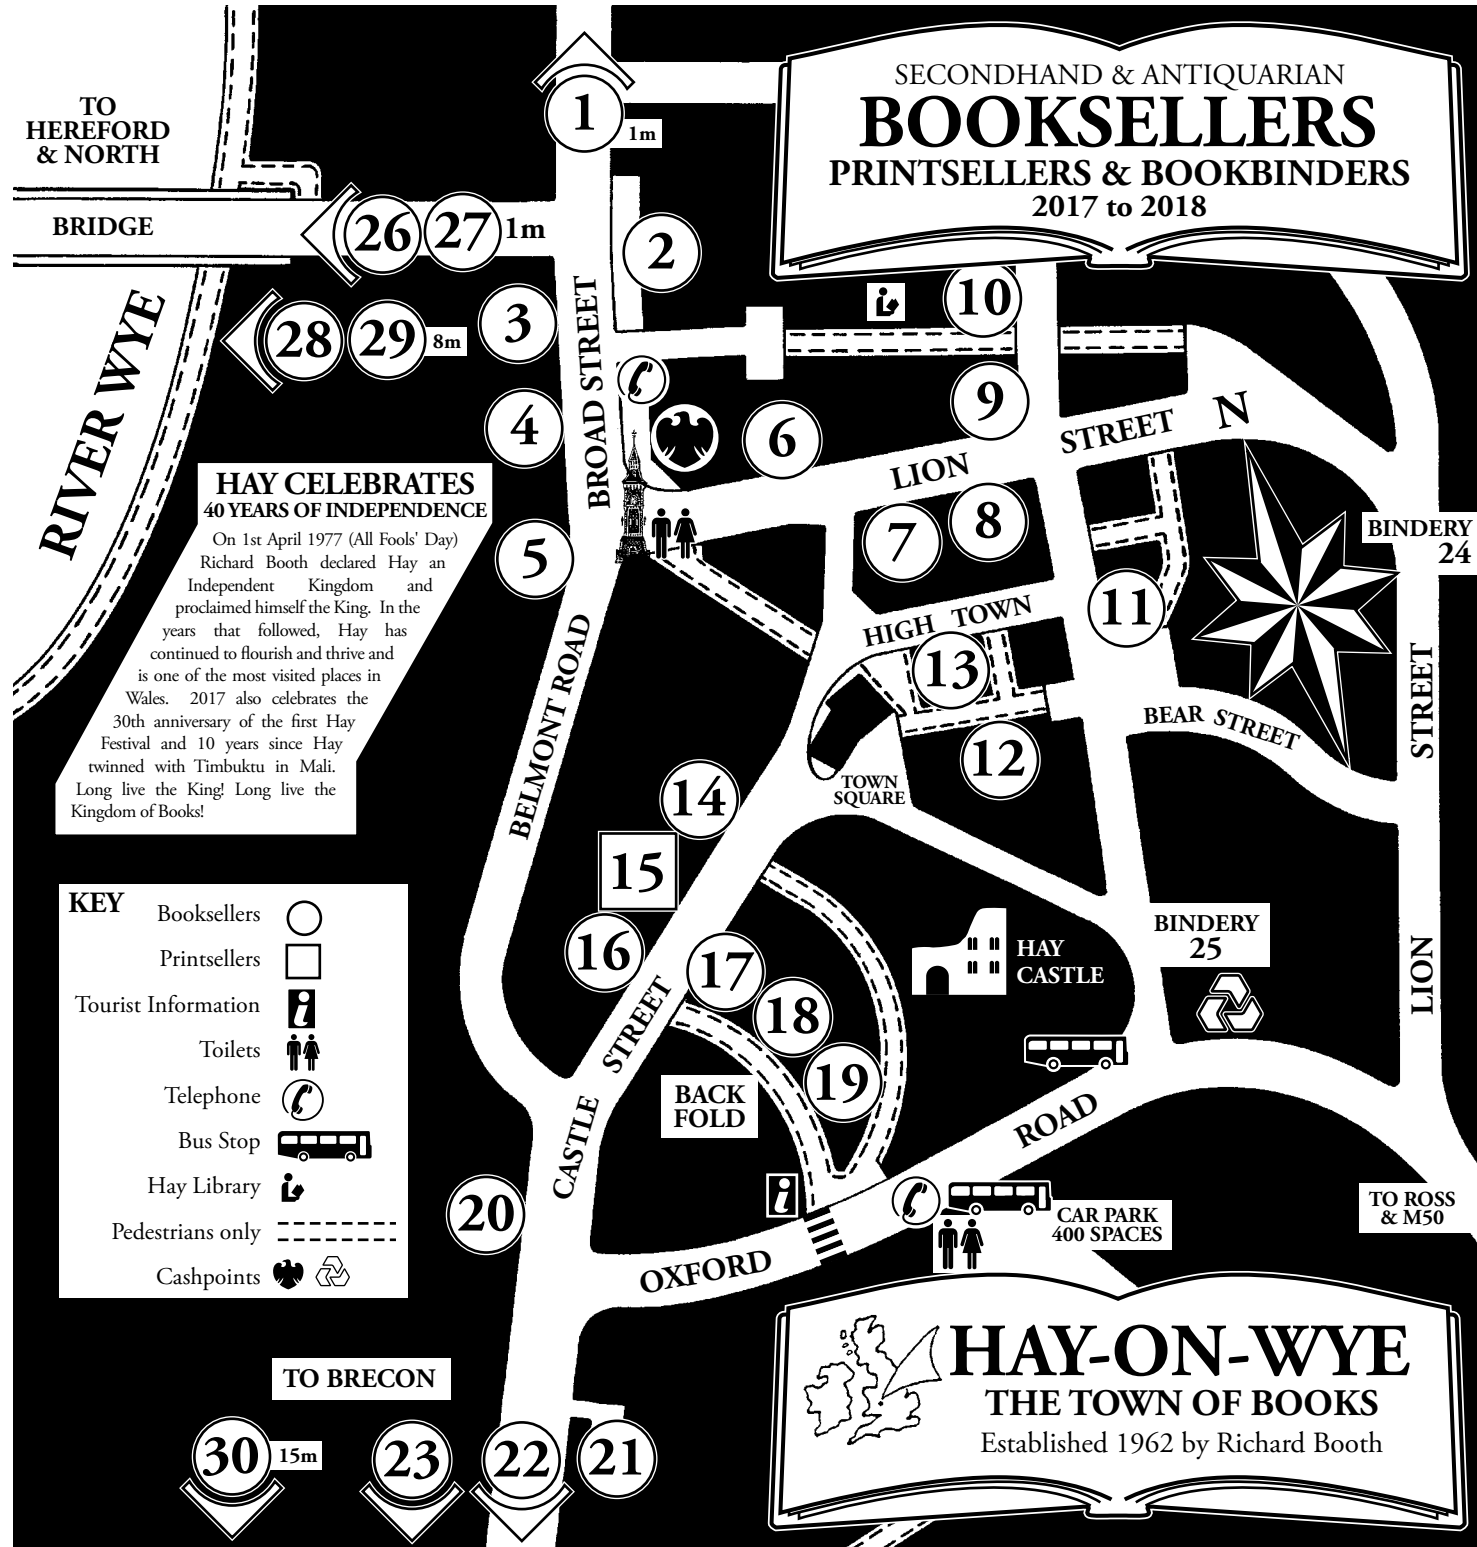 SECONDHAND & ANTIQUARIAN
BOOKSELLERS
PRINTSELLERS & BOOKBINDERS
2017 to 2018
TO
HEREFORD
& NORTH
1
1m
BRIDGE
26
27
1m
2
28
29
8m
3
10
RIVER WYE
BROAD STREET
4
6
9
LION
STREET
N
HAY CELEBRATES
40 YEARS OF INDEPENDENCE
On 1st April 1977 (All Fools' Day)
Richard Booth declared Hay an
Independent Kingdom and
proclaimed himself the King. In the
years that followed, Hay has
continued to flourish and thrive and
is one of the most visited places in
Wales. 2017 also celebrates the
30th anniversary of the first Hay
Festival and 10 years since Hay
twinned with Timbuktu in Mali.
Long live the King! Long live the
Kingdom of Books!
5
7
8
BINDERY
24
11
HIGH TOWN
13
BELMONT ROAD
BEAR STREET
STREET
12
TOWN
SQUARE
14
15
16
17
18
19
KEY
Booksellers
Printsellers
Tourist Information
i
Toilets
Telephone
Bus Stop
Hay Library
Pedestrians only
Cashpoints
HAY
CASTLE
BINDERY
25
LION
STREET
CASTLE
BACK
FOLD
ROAD
20
i
OXFORD
CAR PARK
400 SPACES
TO ROSS
& M50
TO BRECON
30
15m
23
22
21
HAY-ON-WYE
THE TOWN OF BOOKS
Established 1962 by Richard Booth